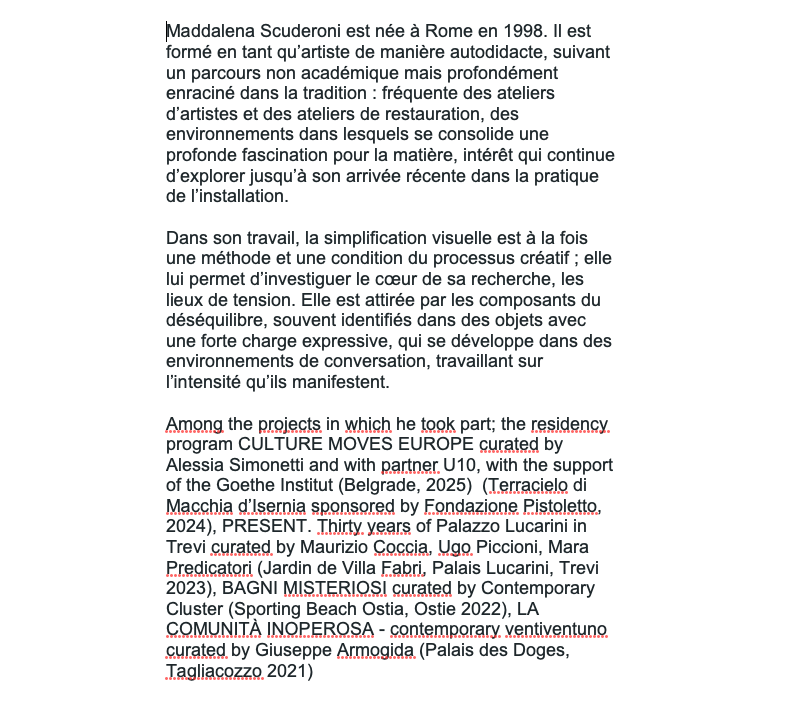 Maddalena Scuderoni est née à Rome en 1998. Il est
formé en tant qu’artiste de manière autodidacte, suivant
un parcours non académique mais profondément
enraciné dans la tradition : fréquente des ateliers
d’artistes et des ateliers de restauration, des
environnements dans lesquels se consolide une
profonde fascination pour la matière, intérêt qui continue
d’explorer jusqu’à son arrivée récente dans la pratique
de l’installation.
Dans son travail, la simplification visuelle est à la fois
une méthode et une condition du processus créatif ; elle
lui permet d’investiguer le cœur de sa recherche, les
lieux de tension. Elle est attirée par les composants du
déséquilibre, souvent identifiés dans des objets avec
une forte charge expressive, qui se développe dans des
environnements de conversation, travaillant sur
l’intensité qu’ils manifestent.
Among the projects in which he took part; the residency
program CULTURE MOVES EUROPE curated by
Alessia Simonetti and with partner U10, with the support
of the Goethe Institut (Belgrade, 2025)  (Terracielo di
Macchia d’Isernia sponsored by Fondazione Pistoletto,
2024), PRESENT. Thirty years of Palazzo Lucarini in
Trevi curated by Maurizio Coccia, Ugo Piccioni, Mara
Predicatori (Jardin de Villa Fabri, Palais Lucarini, Trevi
2023), BAGNI MISTERIOSI curated by Contemporary
Cluster (Sporting Beach Ostia, Ostie 2022), LA
COMUNITÀ INOPEROSA - contemporary ventiventuno
curated by Giuseppe Armogida (Palais des Doges,
Tagliacozzo 2021)